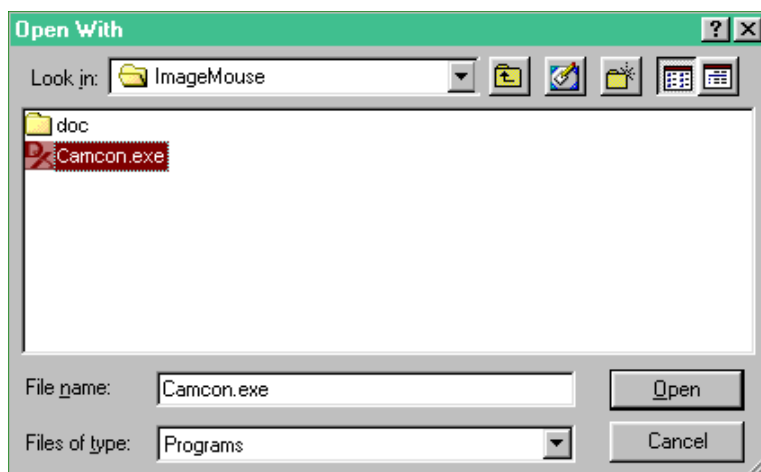 Open With
Look in: ImageMouse
doc
Camcon.exe
File name: Camcon.exe Open
Files of type: Programs Cancel